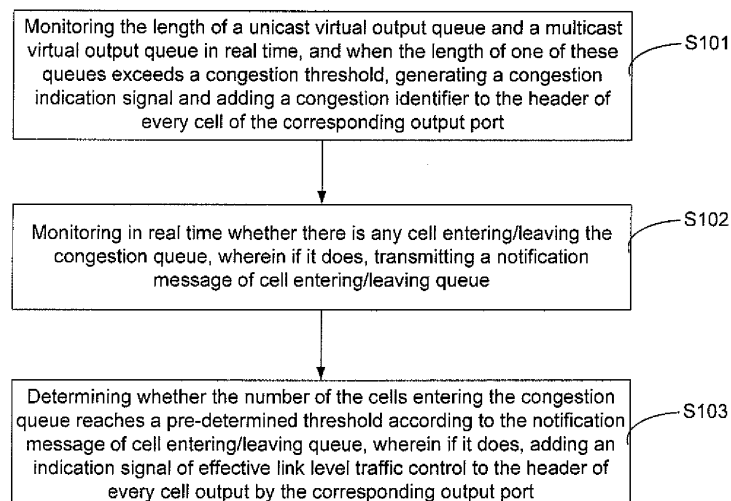 Monitoring the length of a unicast virtual output queue and a multicast
virtual output queue in real time, and when the length of one of these
queues exceeds a congestion threshold, generating a congestion
indication signal and adding a congestion identifier to the header of
every cell of the corresponding output port
S101
Monitoring in real time whether there is any cell entering/leaving the
congestion queue, wherein if it does, transmitting a notification
message of cell entering/leaving queue
S102
Determining whether the number of the cells entering the congestion
queue reaches a pre-determined threshold according to the notification
message of cell entering/leaving queue, wherein if it does, adding an
indication signal of effective link level traffic control to the header of
every cell output by the corresponding output port
S103